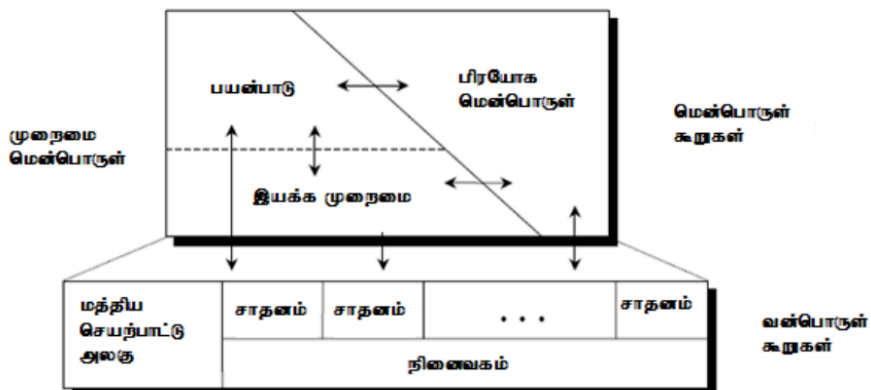 பயன்பாடு
பிரயோக
மென்பொருள்
முறைமை
மென்பொருள்
மென்பொருள்
கூறுகள்
இயக்க முறைமை
மத்திய
செயற்பாட்டு
அலகு
சாதனம்
சாதனம்
. . .
சாதனம்
நினைவகம்
வன்பொருள்
கூறுகள்